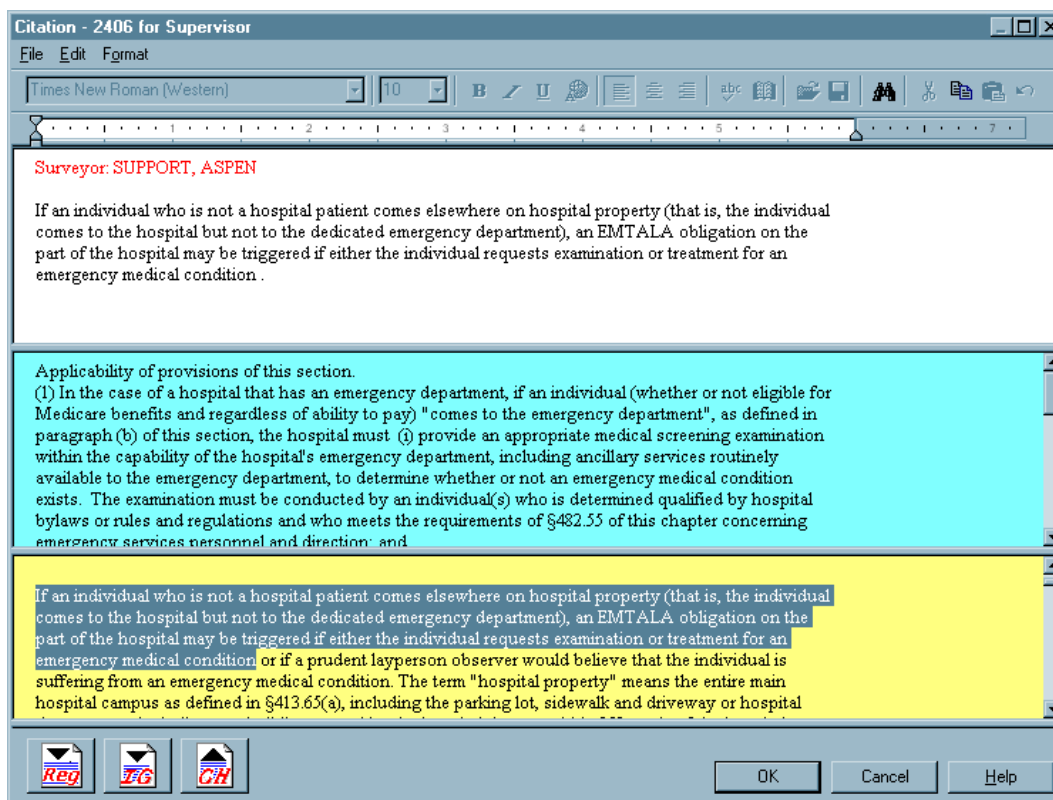 Citation - 2406 for Supervisor
File Edit Format
Times New Roman (Western) 10 B I U abc
1 2 3 4 5 7
Surveyor: SUPPORT, ASPEN
If an individual who is not a hospital patient comes elsewhere on hospital property (that is, the individual
comes to the hospital but not to the dedicated emergency department), an EMTALA obligation on the
part of the hospital may be triggered if either the individual requests examination or treatment for an
emergency medical condition .
Applicability of provisions of this section.
(1) In the case of a hospital that has an emergency department, if an individual (whether or not eligible for
Medicare benefits and regardless of ability to pay) "comes to the emergency department", as defined in
paragraph (b) of this section, the hospital must (i) provide an appropriate medical screening examination
within the capability of the hospital's emergency department, including ancillary services routinely
available to the emergency department, to determine whether or not an emergency medical condition
exists. The examination must be conducted by an individual(s) who is determined qualified by hospital
bylaws or rules and regulations and who meets the requirements of §482.55 of this chapter concerning
emergency services personnel and direction; and
If an individual who is not a hospital patient comes elsewhere on hospital property (that is, the individual
comes to the hospital but not to the dedicated emergency department), an EMTALA obligation on the
part of the hospital may be triggered if either the individual requests examination or treatment for an
emergency medical condition or if a prudent layperson observer would believe that the individual is
suffering from an emergency medical condition. The term "hospital property" means the entire main
hospital campus as defined in §413.65(a), including the parking lot, sidewalk and driveway or hospital
Reg IG CH OK Cancel Help